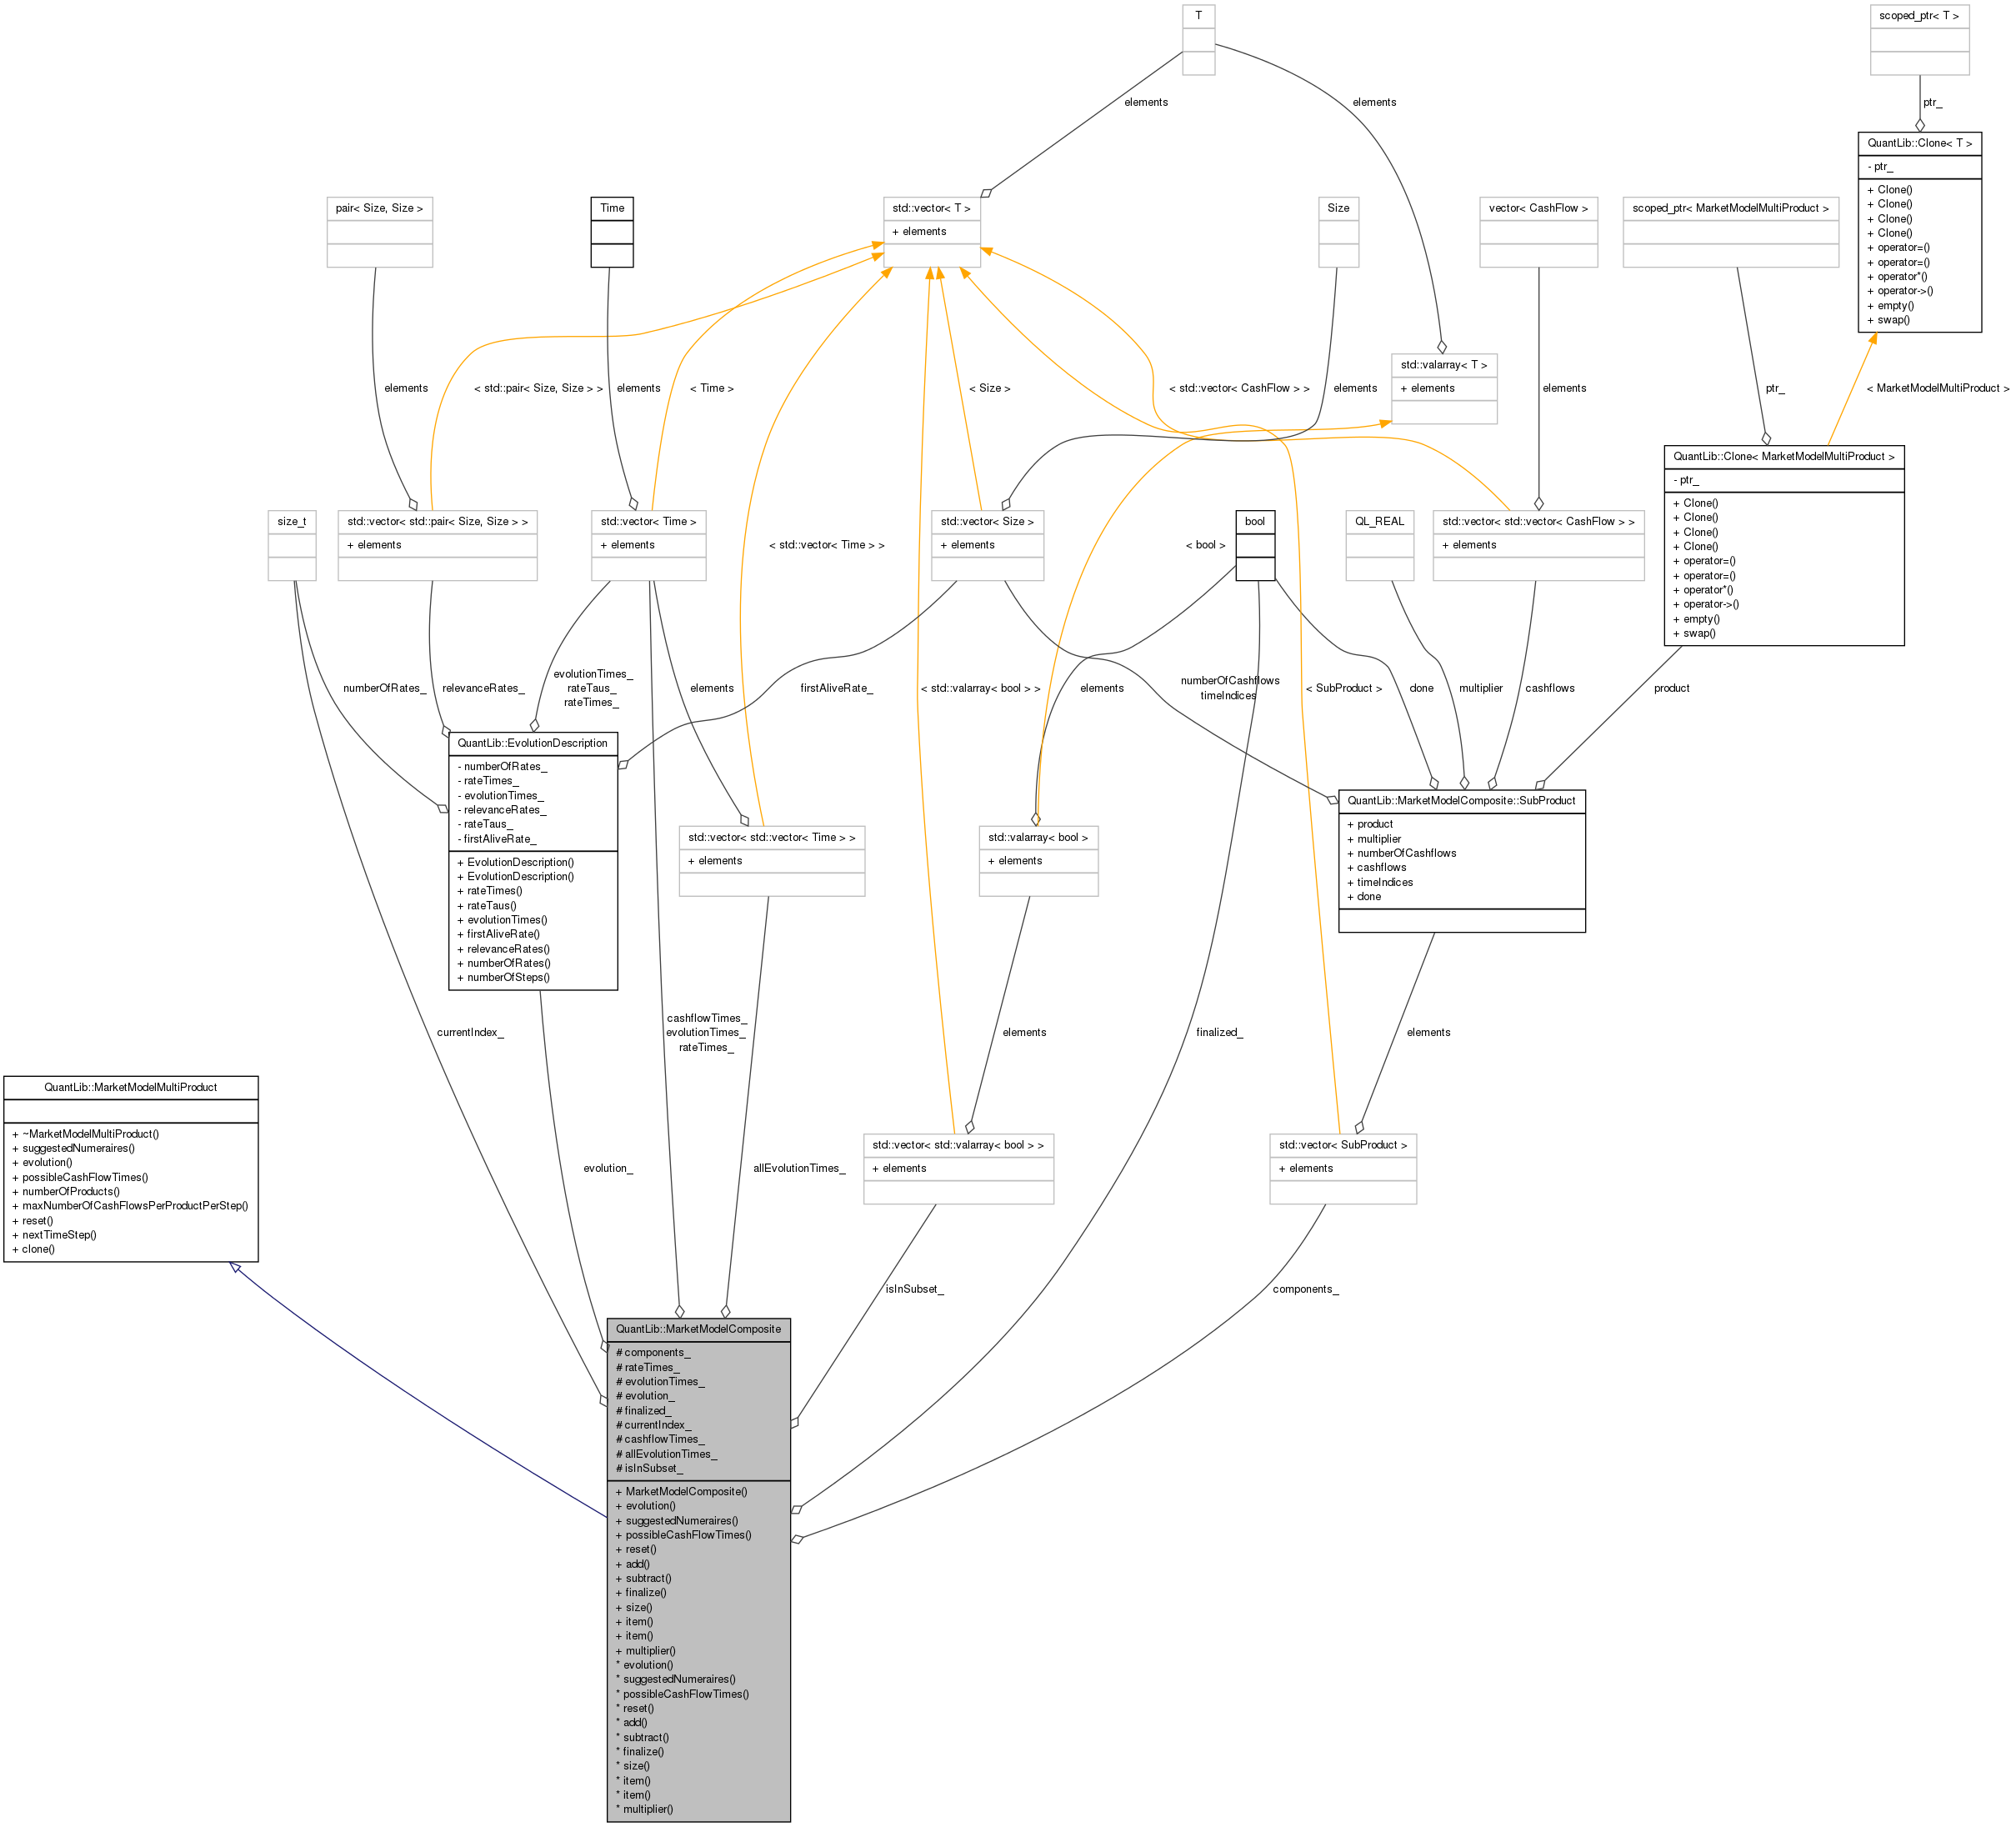 T
scoped_ptr< T >
elements
elements
ptr_
QuantLib::Clone< T >
- ptr_
+ Clone()
+ Clone()
+ Clone()
+ Clone()
+ operator=()
+ operator=()
+ operator*()
+ operator->()
+ empty()
+ swap()
pair< Size, Size >
Time
std::vector< T >
+ elements
Size
vector< CashFlow >
scoped_ptr< MarketModelMultiProduct >
std::valarray< T >
+ elements
elements
< std::pair< Size, Size > >
elements
< Time >
< Size >
< std::vector< CashFlow > >
elements
elements
ptr_
< MarketModelMultiProduct >
QuantLib::Clone< MarketModelMultiProduct >
- ptr_
+ Clone()
+ Clone()
+ Clone()
+ Clone()
+ operator=()
+ operator=()
+ operator*()
+ operator->()
+ empty()
+ swap()
size_t
std::vector< std::pair< Size, Size > >
+ elements
std::vector< Time >
+ elements
< std::vector< Time > >
std::vector< Size >
+ elements
< bool >
bool
QL_REAL
std::vector< std::vector< CashFlow > >
+ elements
numberOfRates_
relevanceRates_
evolutionTimes_
rateTaus_
rateTimes_
elements
firstAliveRate_
< std::valarray< bool > >
elements
numberOfCashflows
timeIndices
< SubProduct >
done
multiplier
cashflows
product
QuantLib::EvolutionDescription
- numberOfRates_
- rateTimes_
- evolutionTimes_
- relevanceRates_
- rateTaus_
- firstAliveRate_
+ EvolutionDescription()
+ EvolutionDescription()
+ rateTimes()
+ rateTaus()
+ evolutionTimes()
+ firstAliveRate()
+ relevanceRates()
+ numberOfRates()
+ numberOfSteps()
std::vector< std::vector< Time > >
+ elements
std::valarray< bool >
+ elements
QuantLib::MarketModelComposite::SubProduct
+ product
+ multiplier
+ numberOfCashflows
+ cashflows
+ timeIndices
+ done
currentIndex_
cashflowTimes_
evolutionTimes_
rateTimes_
elements
finalized_
elements
QuantLib::MarketModelMultiProduct
+ ~MarketModelMultiProduct()
+ suggestedNumeraires()
+ evolution()
+ possibleCashFlowTimes()
+ numberOfProducts()
+ maxNumberOfCashFlowsPerProductPerStep()
+ reset()
+ nextTimeStep()
+ clone()
evolution_
allEvolutionTimes_
std::vector< std::valarray< bool > >
+ elements
std::vector< SubProduct >
+ elements
isInSubset_
components_
QuantLib::MarketModelComposite
# components_
# rateTimes_
# evolutionTimes_
# evolution_
# finalized_
# currentIndex_
# cashflowTimes_
# allEvolutionTimes_
# isInSubset_
+ MarketModelComposite()
+ evolution()
+ suggestedNumeraires()
+ possibleCashFlowTimes()
+ reset()
+ add()
+ subtract()
+ finalize()
+ size()
+ item()
+ item()
+ multiplier()
* evolution()
* suggestedNumeraires()
* possibleCashFlowTimes()
* reset()
* add()
* subtract()
* finalize()
* size()
* item()
* item()
* multiplier()